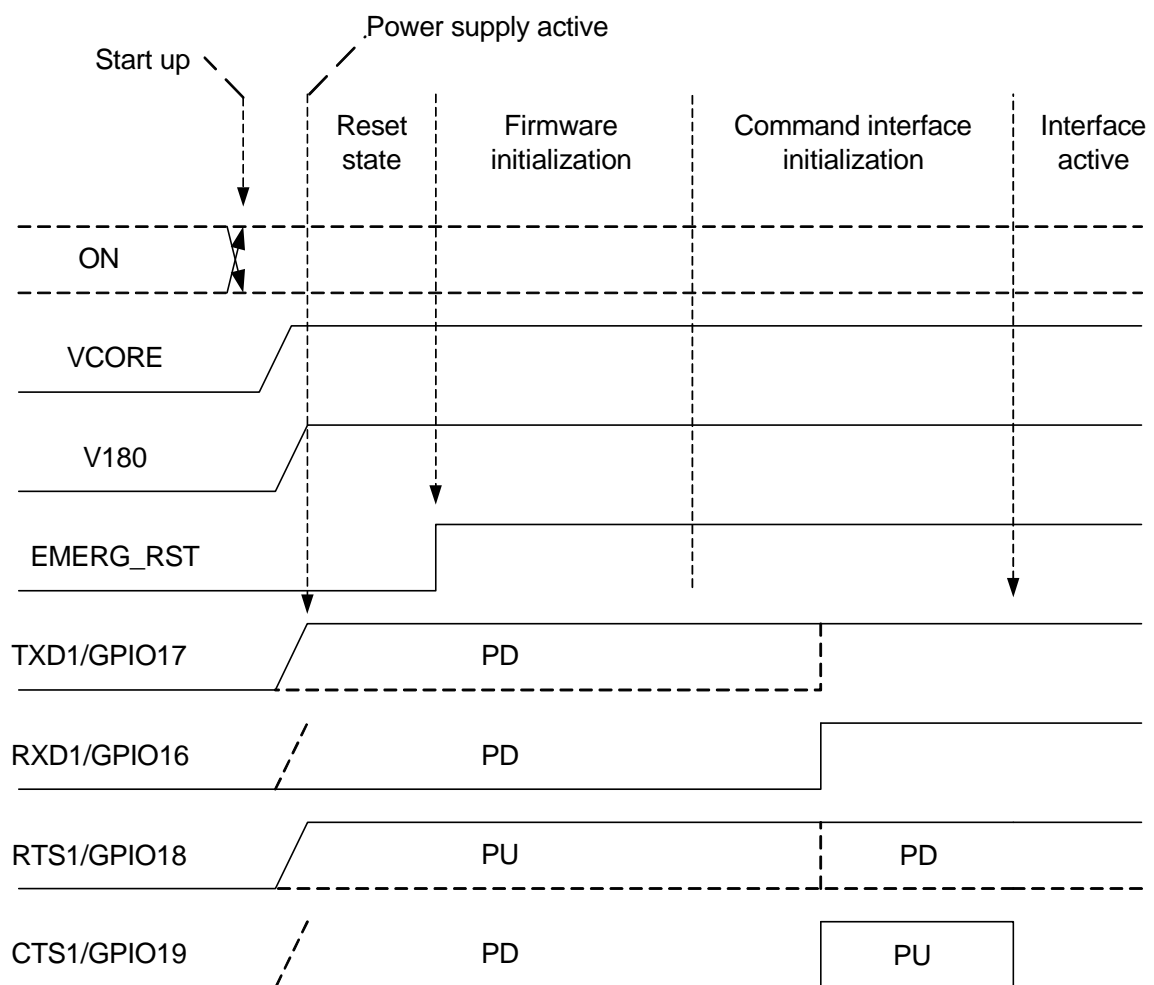 Power supply active
Start up
Reset
state
Firmware
initialization
Command interface
initialization
Interface
active
ON
VCORE
V180
EMERG_RST
TXD1/GPIO17 PD
RXD1/GPIO16 PD
RTS1/GPIO18 PU PD
CTS1/GPIO19 PD PU